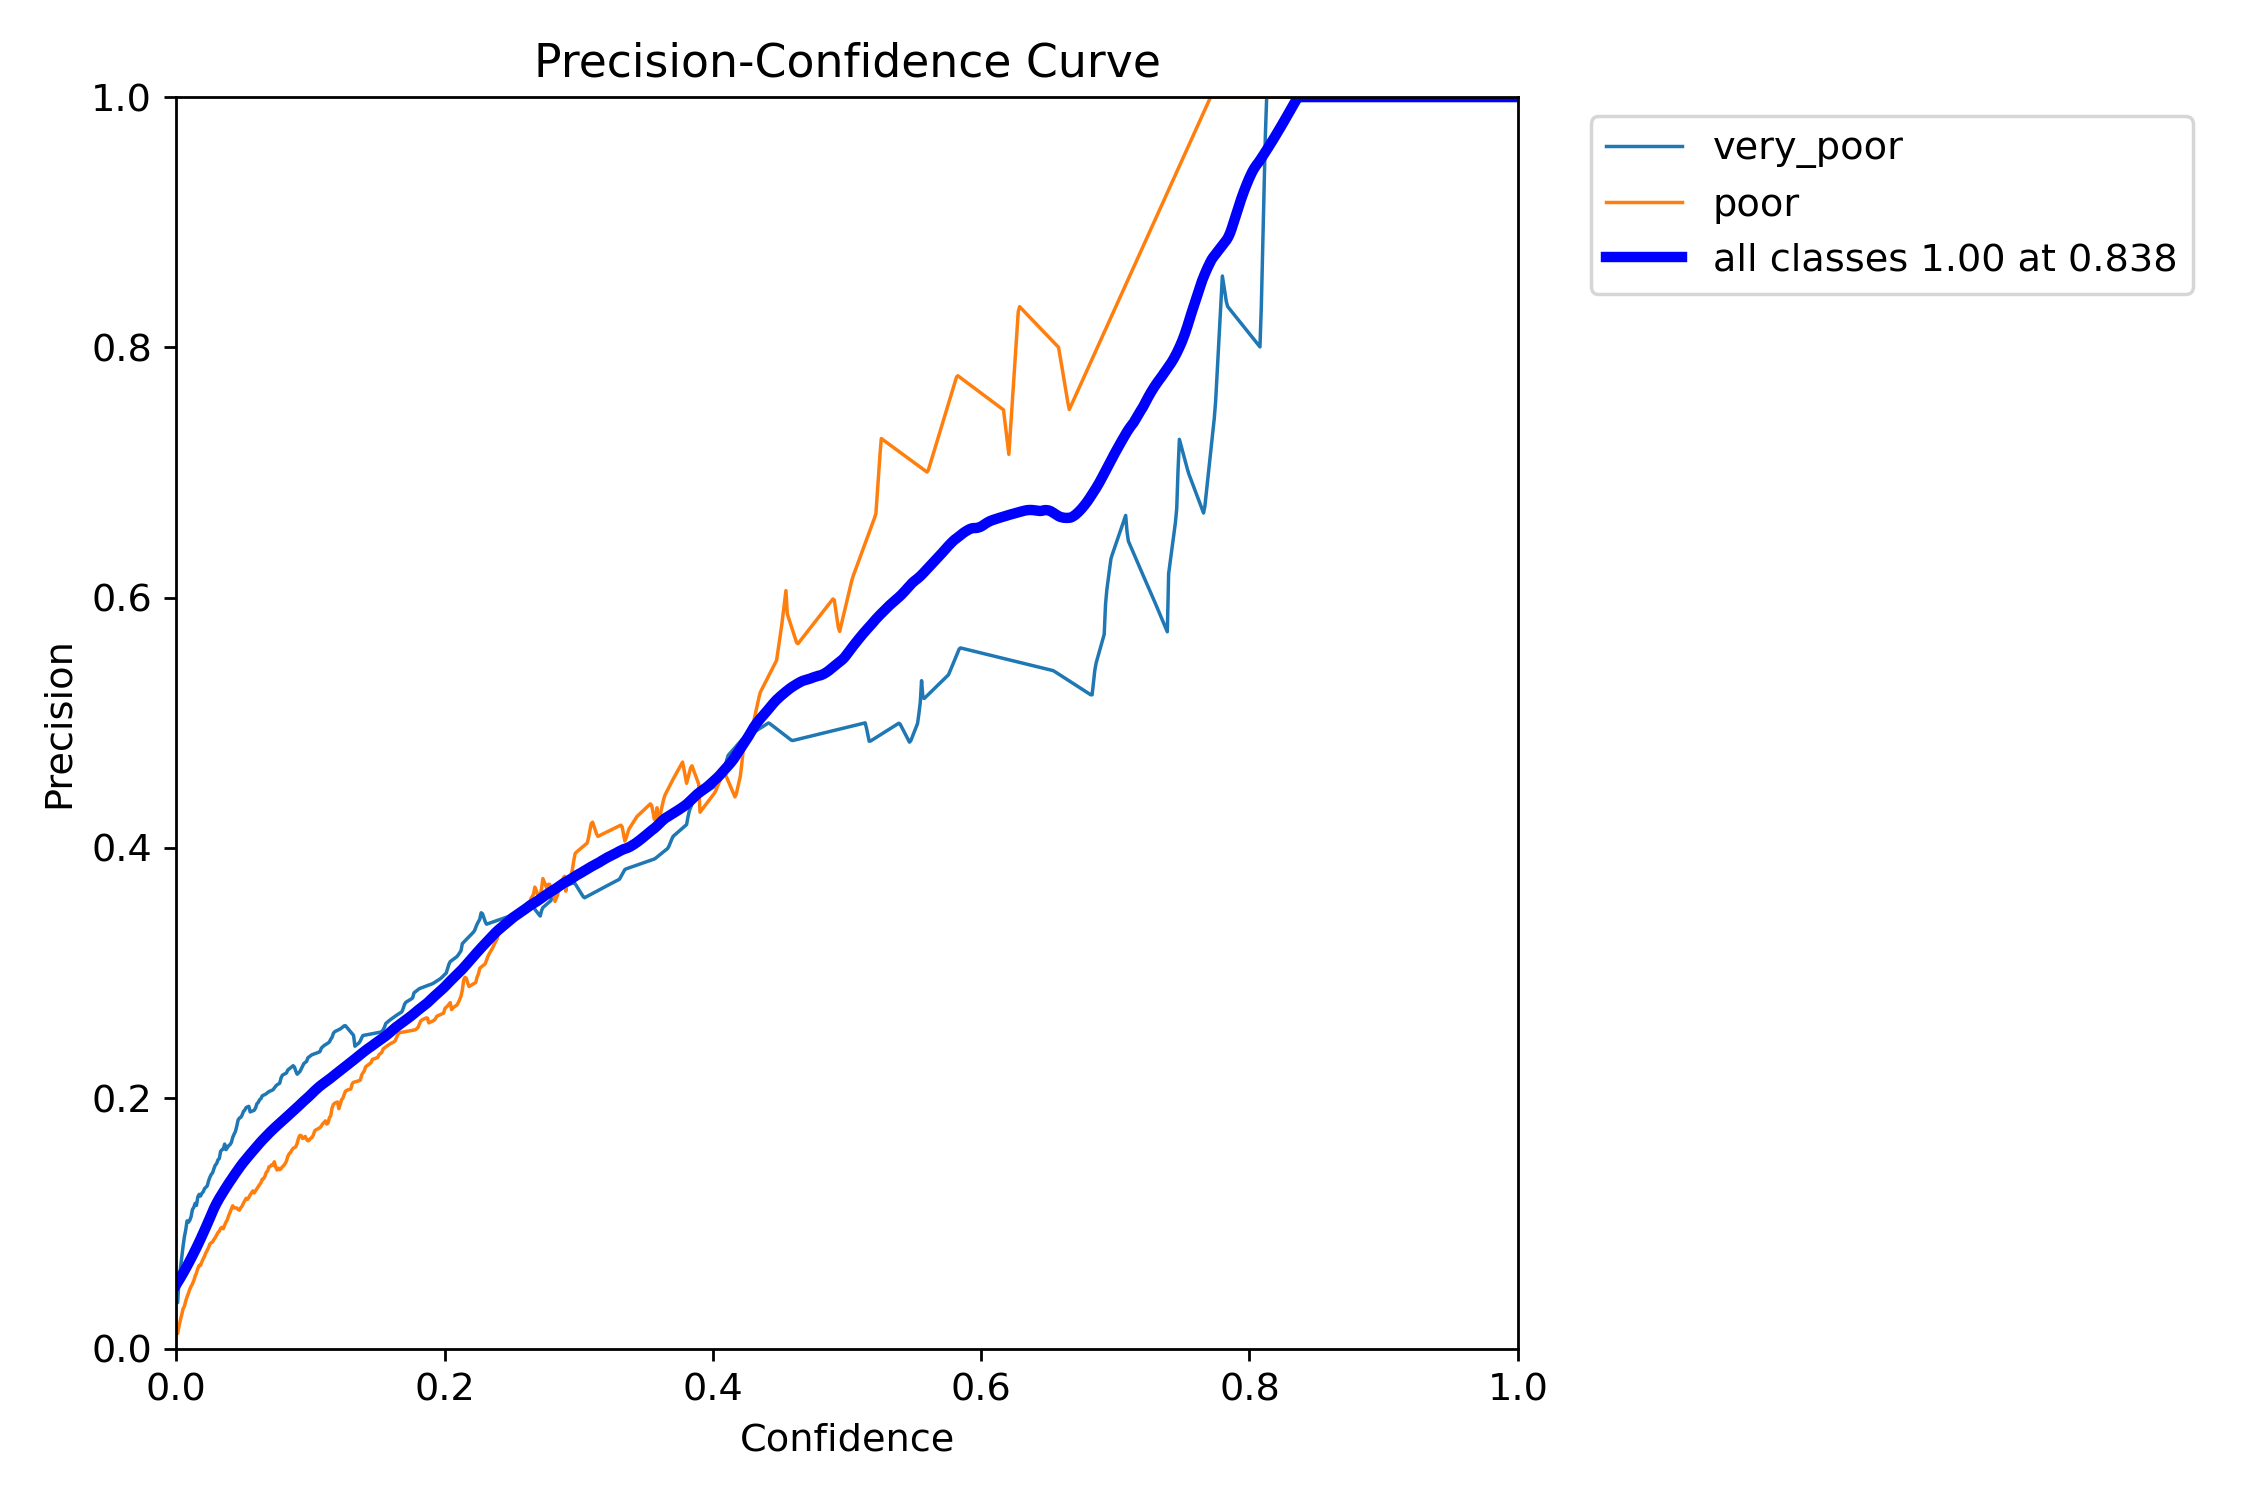 Precision-Confidence Curve
1.0
0.8
0.6
0.4
0.2
0.0
Precision
0.0 0.2 0.4 0.6 0.8 1.0
Confidence
very_poor
poor
all classes 1.00 at 0.838